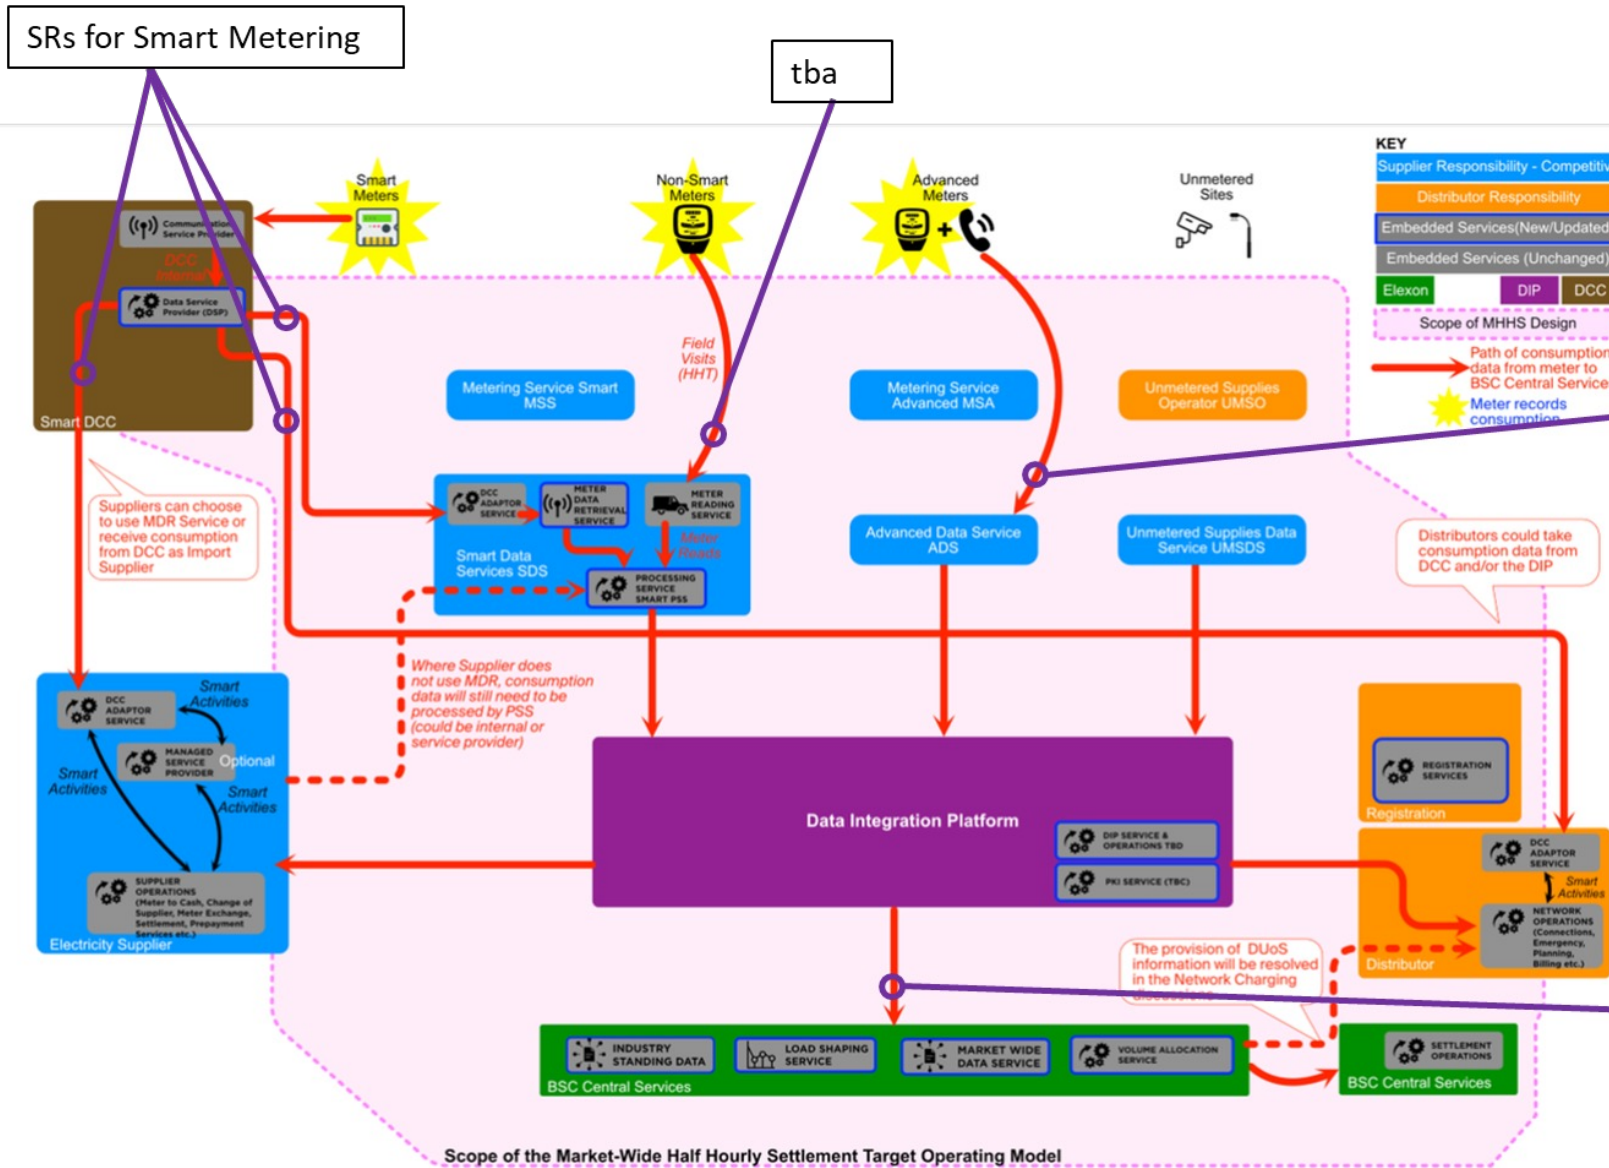 SRs for Smart Metering
tba
Smart
Meters
Non-Smart
Meters
Advanced
Meters
Unmetered
Sites
KEY
Supplier Responsibility - Competitiv
Distributor Responsibility
Embedded Services(New/Updated
Embedded Services (Unchanged)
Elexon
DIP
DCC
Scope of MHHS Design
Path of consumption
data from meter to
BSC Central Service
Meter records
consumption
Communication
Service Provider
DCC
Internal
Data Service
Provider (DSP)
Smart DCC
Field
Visits
(HHT)
Metering Service Smart
MSS
Metering Service
Advanced MSA
Unmetered Supplies
Operator UMSO
Suppliers can choose
to use MDR Service or
receive consumption
from DCC as Import
Supplier
DCC
ADAPTOR
SERVICE
METER
DATA
RETRIEVAL
SERVICE
METER
READING
SERVICE
Meter
Reads
Smart Data
Services SDS
PROCESSING
SERVICE
SMART PSS
Advanced Data Service
ADS
Unmetered Supplies Data
Service UMSDS
Distributors could take
consumption data from
DCC and/or the DIP
Where Supplier does
not use MDR, consumption
data will still need to be
processed by PSS
(could be internal or
service provider)
DCC
ADAPTOR
SERVICE
Smart
Activities
MANAGED
SERVICE
PROVIDER
Optional
Smart
Activities
Smart
Activities
SUPPLIER
OPERATIONS
(Meter to Cash, Change of
Supplier, Meter Exchange,
Settlement, Prepayment
Services etc.)
Electricity Supplier
Data Integration Platform
DIP SERVICE &
OPERATIONS TBD
PKI SERVICE (TBC)
REGISTRATION
SERVICES
Registration
DCC
ADAPTOR
SERVICE
Smart
Activities
NETWORK
OPERATIONS
(Connections,
Emergency,
Planning,
Billing etc.)
Distributor
The provision of DUoS
information will be resolved
in the Network Charging
INDUSTRY
STANDING DATA
LOAD SHAPING
SERVICE
MARKET WIDE
DATA SERVICE
VOLUME ALLOCATION
SERVICE
BSC Central Services
SETTLEMENT
OPERATIONS
BSC Central Services
Scope of the Market-Wide Half Hourly Settlement Target Operating Model